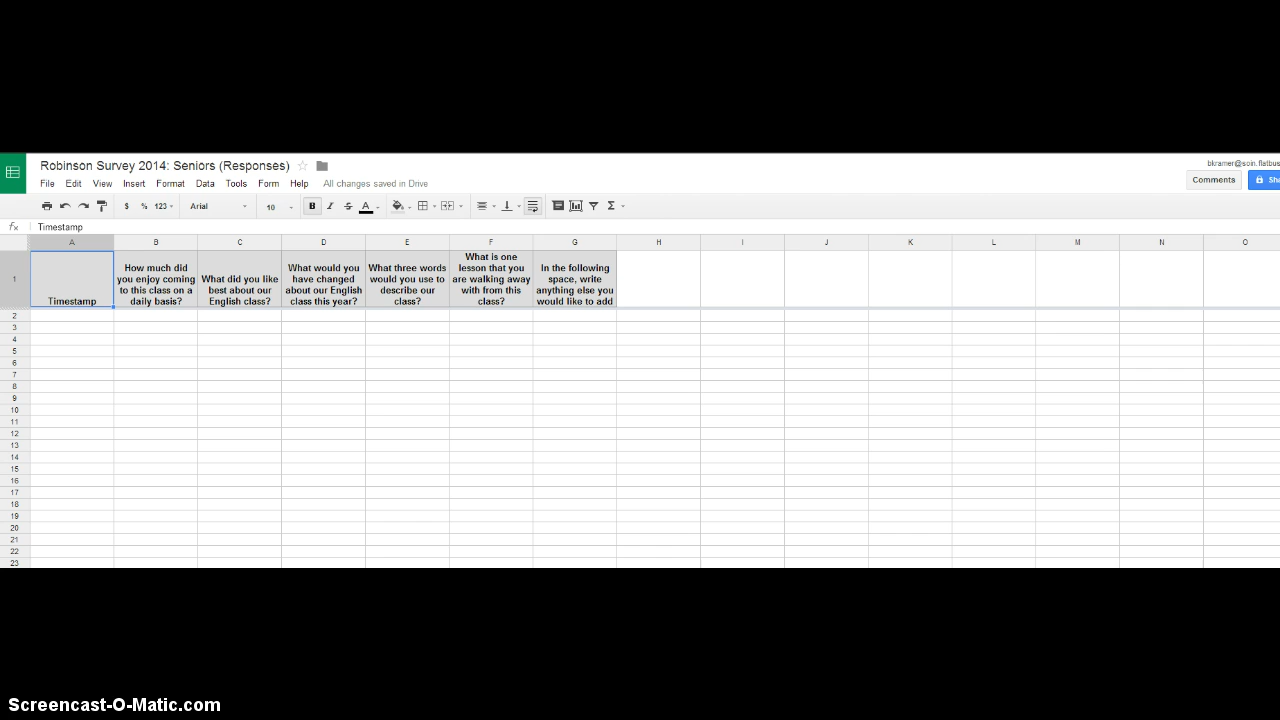 Robinson Survey 2014: Seniors (Responses)
bkramer@soin.flatbus
File Edit View Insert Format Data Tools Form Help All changes saved in Drive
Comments
$ % 123 Arial 10 B I S A Σ
fx Timestamp
A B C D E F G H I J K L M N O
1
Timestamp
How much did
you enjoy coming
to this class on a
daily basis?
What did you like
best about our
English class?
What would you
have changed
about our English
class this year?
What three words
would you use to
describe our
class?
What is one
lesson that you
are walking away
with from this
class?
In the following
space, write
anything else you
would like to add
2
3
4
5
6
7
8
9
10
11
12
13
14
15
16
17
18
19
20
21
22
23
Screencast-O-Matic.com